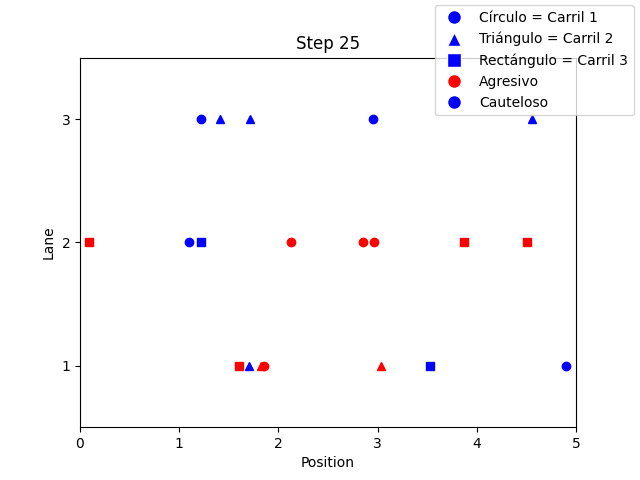 Step 25
Círculo = Carril 1
Triángulo = Carril 2
Rectángulo = Carril 3
Agresivo
Cauteloso
3
2
1
Lane
0 1 2 3 4 5
Position